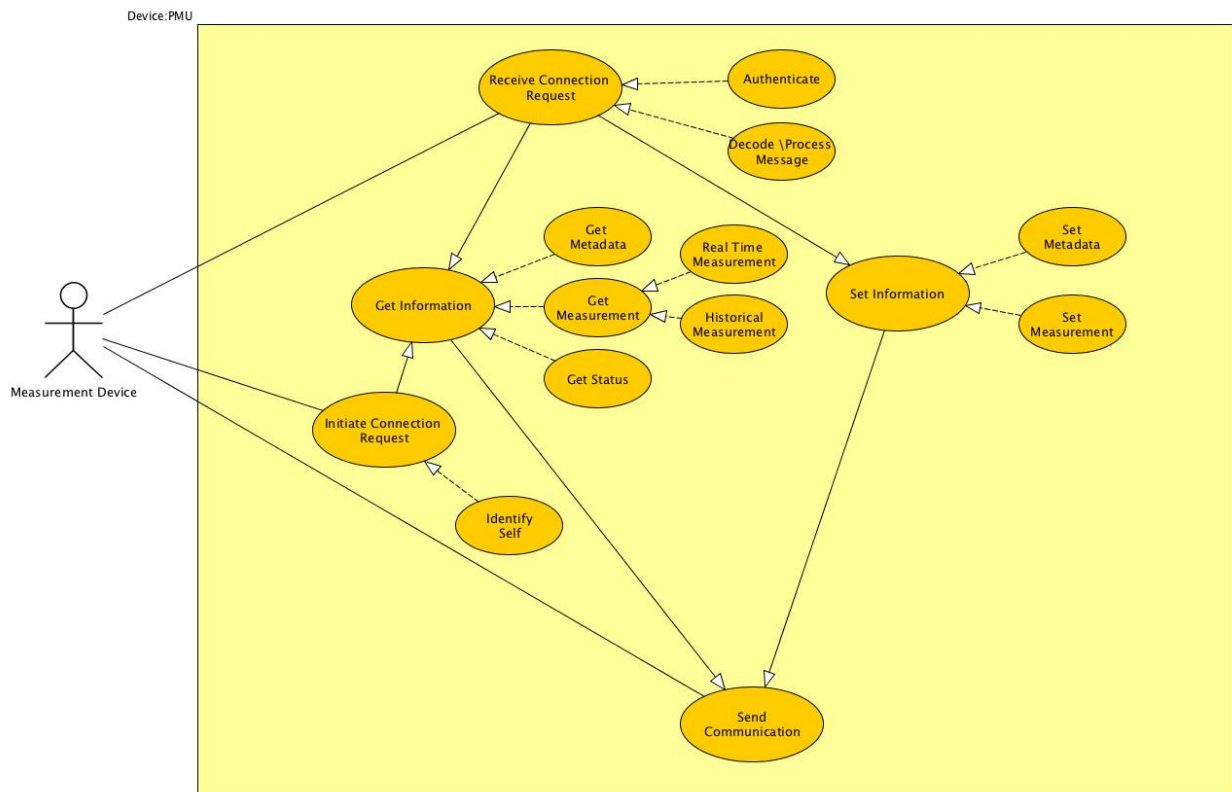 Device:PMU
Receive Connection
Request
Authenticate
Decode \Process
Message
Get
Metadata
Real Time
Measurement
Set
Metadata
Get Information
Get
Measurement
Historical
Measurement
Set Information
Set
Measurement
Get Status
Measurement Device
Initiate Connection
Request
Identify
Self
Send
Communication